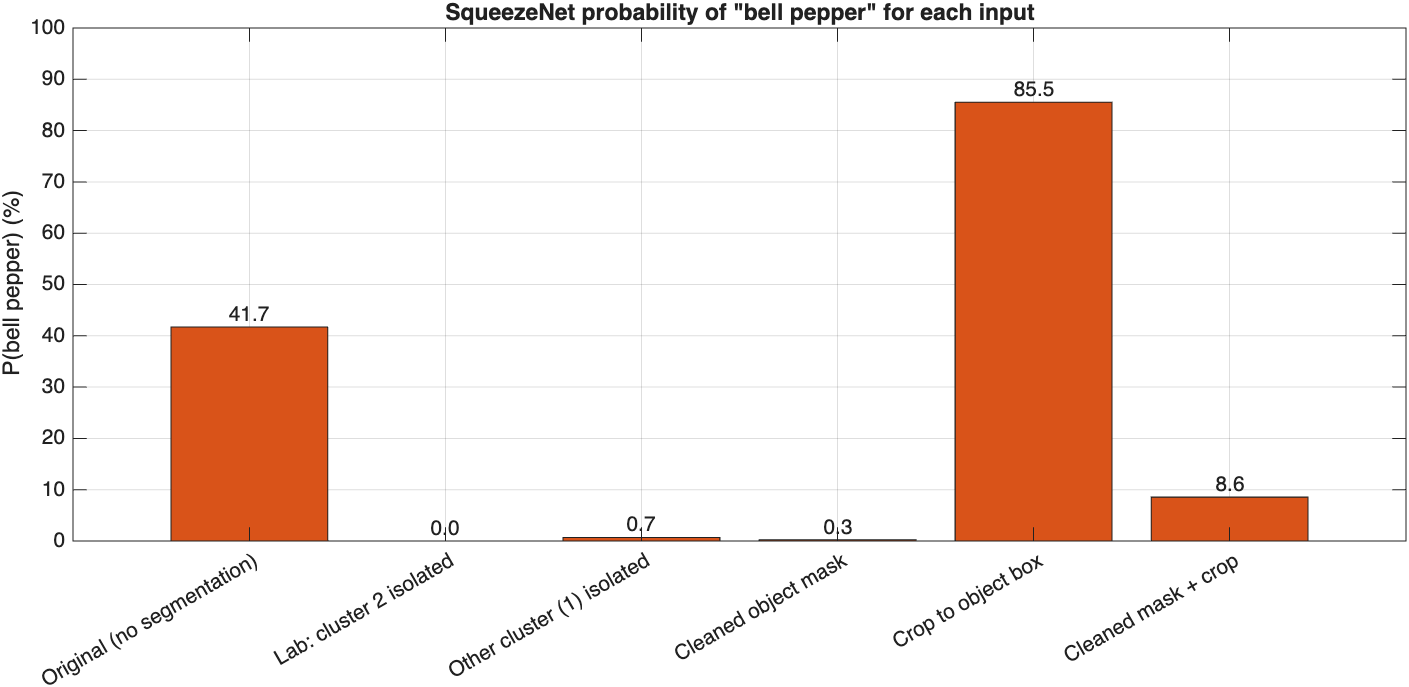 SqueezeNet probability of "bell pepper" for each input
P(bell pepper) (%)
100
90
80
70
60
50
40
30
20
10
0
41.7
0.0
0.7
0.3
85.5
8.6
Original (no segmentation)
Lab: cluster 2 isolated
Other cluster (1) isolated
Cleaned object mask
Crop to object box
Cleaned mask + crop